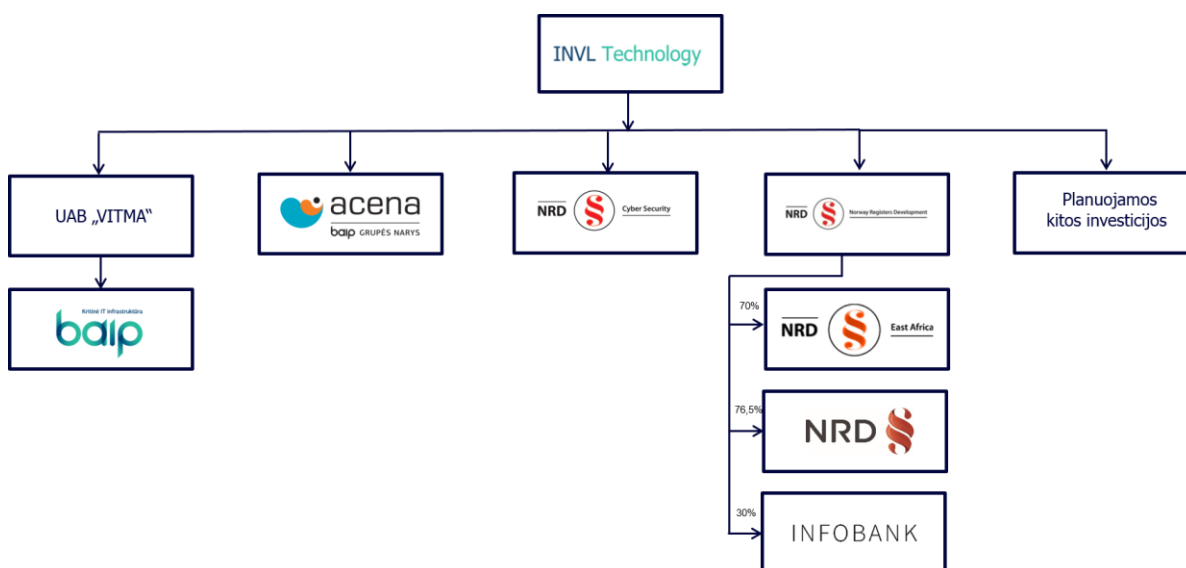 INVL Technology
UAB „VITMA“
acena
baip GRUPĖS NARYS
NRD Cyber Security
NRD Norway Registers Development
Planuojamos
kitos investicijos
Kritinė IT infrastruktūra
baip
70%
NRD East Africa
76,5%
NRD
30%
INFOBANK